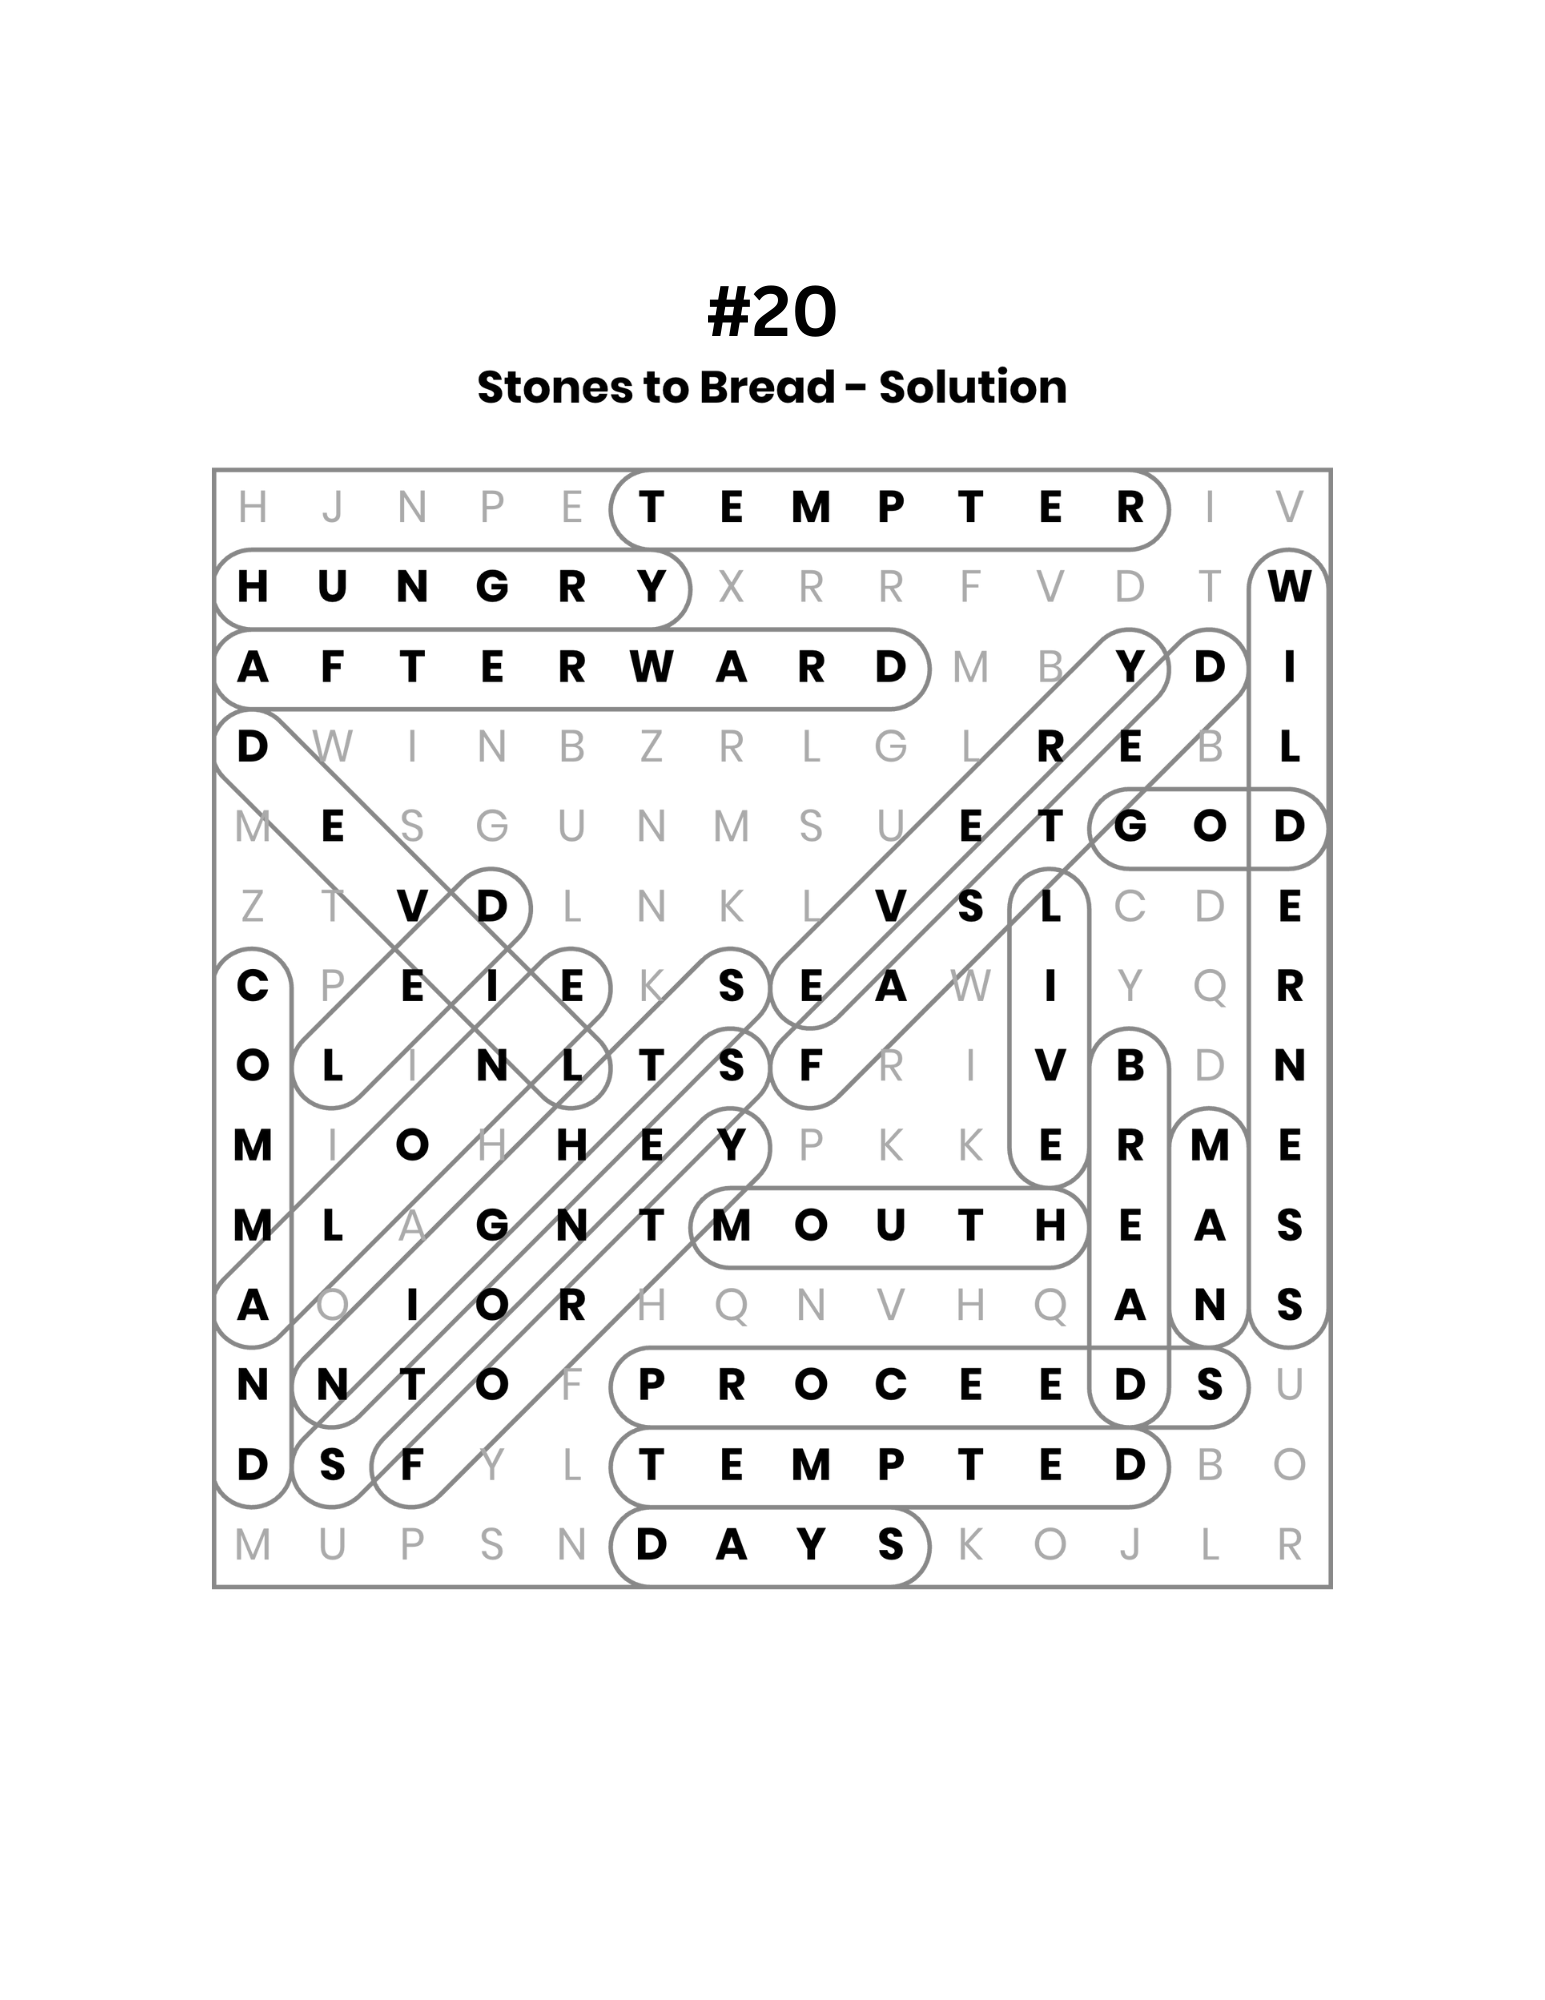 #20
Stones to Bread - Solution
H J N P E T E M P T E R I V
H U N G R Y X R R F V D T W
A F T E R W A R D M B Y D I
D W I N B Z R L G L R E B L
M E S G U N M S U E T G O D
Z T V D L N K L V S L C D E
C P E I E K S E A W I Y Q R
O L I N L T S F R I V B D N
M I O H H E Y P K K E R M E
M L A G N T M O U T H E A S
A O I O R H Q N V H Q A N S
N N T O F P R O C E E D S U
D S F Y L T E M P T E D B O
M U P S N D A Y S K O J L R